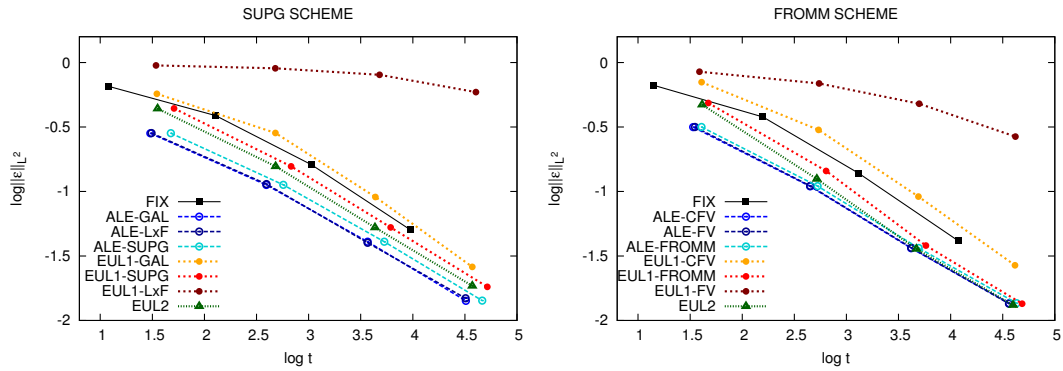 SUPG SCHEME
0
-0.5
-1
-1.5
-2
log||ε||L²
FIX
ALE-GAL
ALE-LxF
ALE-SUPG
EUL1-GAL
EUL1-SUPG
EUL1-LxF
EUL2
1 1.5 2 2.5 3 3.5 4 4.5 5
log t
FROMM SCHEME
0
-0.5
-1
-1.5
-2
log||ε||L²
FIX
ALE-CFV
ALE-FV
ALE-FROMM
EUL1-CFV
EUL1-FROMM
EUL1-FV
EUL2
1 1.5 2 2.5 3 3.5 4 4.5 5
log t